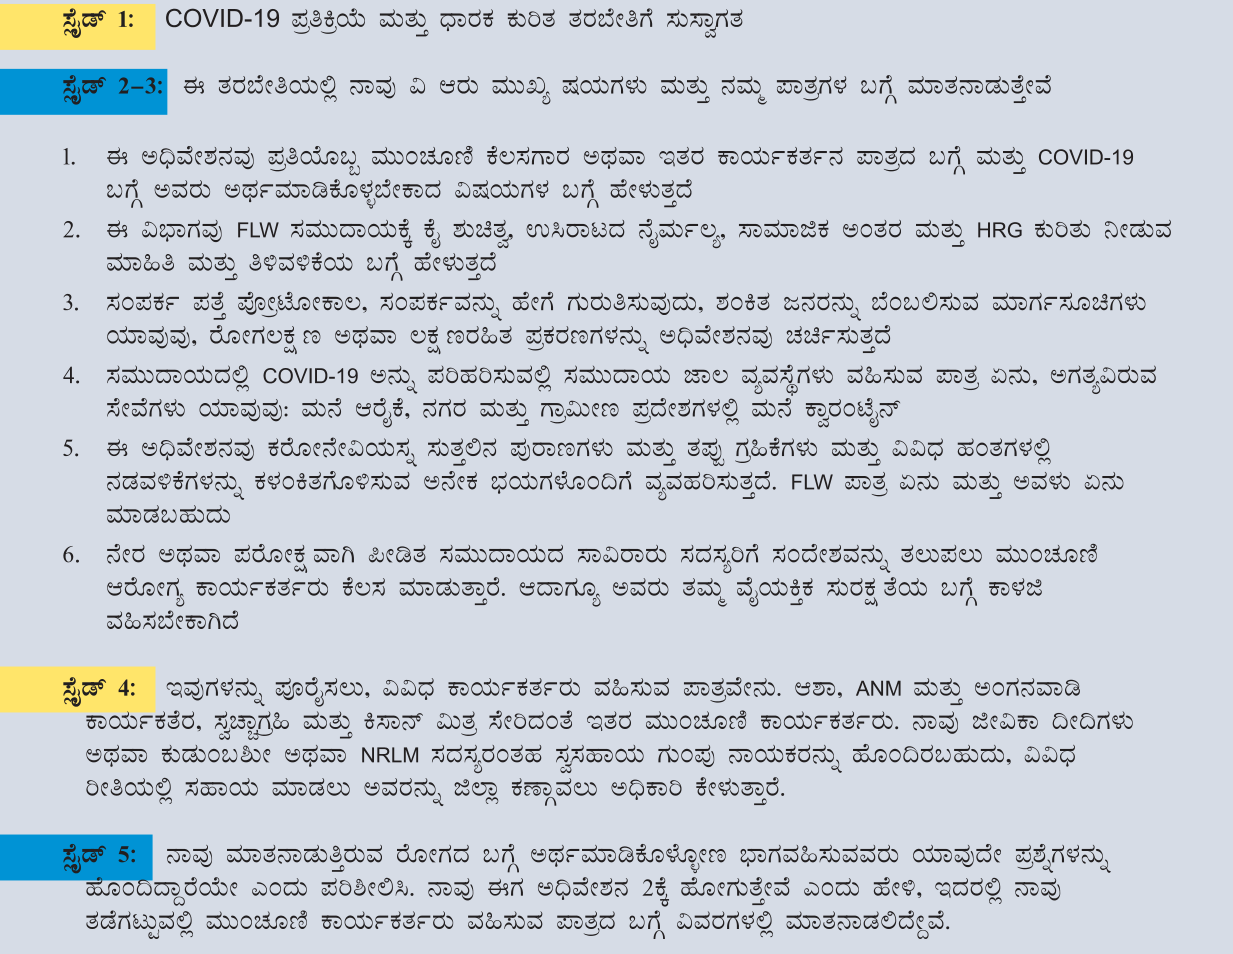 ಸ್ಲೈಡ್ 1: COVID-19 ಪ್ರತಿಕ್ರಿಯೆ ಮತ್ತು ಧಾರಕ ಕುರಿತ ತರಬೇತಿಗೆ ಸುಸ್ವಾಗತ
ಸ್ಲೈಡ್ 2-3: ಈ ತರಬೇತಿಯಲ್ಲಿ ನಾವು ವಿ ಆರು ಮುಖ್ಯ ಷಯಗಳು ಮತ್ತು ನಮ್ಮ ಪಾತ್ರಗಳ ಬಗ್ಗೆ ಮಾತನಾಡುತ್ತೇವೆ
1. ಈ ಅಧಿವೇಶನವು ಪ್ರತಿಯೊಬ್ಬ ಮುಂಚೂಣಿ ಕೆಲಸಗಾರ ಅಥವಾ ಇತರ ಕಾರ್ಯಕರ್ತನ ಪಾತ್ರದ ಬಗ್ಗೆ ಮತ್ತು COVID-19
ಬಗ್ಗೆ ಅವರು ಅರ್ಥಮಾಡಿಕೊಳ್ಳಬೇಕಾದ ವಿಷಯಗಳ ಬಗ್ಗೆ ಹೇಳುತ್ತದೆ
2. ಈ ವಿಭಾಗವು FLW ಸಮುದಾಯಕ್ಕೆ ಕೈ ಶುಚಿತ್ವ, ಉಸಿರಾಟದ ನೈರ್ಮಲ್ಯ, ಸಾಮಾಜಿಕ ಅಂತರ ಮತ್ತು HRG ಕುರಿತು ನೀಡುವ
ಮಾಹಿತಿ ಮತ್ತು ತಿಳಿವಳಿಕೆಯ ಬಗ್ಗೆ ಹೇಳುತ್ತದೆ
3. ಸಂಪರ್ಕ ಪತ್ತೆ ಪ್ರೋಟೋಕಾಲ, ಸಂಪರ್ಕವನ್ನು ಹೇಗೆ ಗುರುತಿಸುವುದು, ಶಂಕಿತ ಜನರನ್ನು ಬೆಂಬಲಿಸುವ ಮಾರ್ಗಸೂಚಿಗಳು
ಯಾವುವು, ರೋಗಲಕ್ಷಣ ಅಥವಾ ಲಕ್ಷಣರಹಿತ ಪ್ರಕರಣಗಳನ್ನು ಅಧಿವೇಶನವು ಚರ್ಚಿಸುತ್ತದೆ
4. ಸಮುದಾಯದಲ್ಲಿ COVID-19 ಅನ್ನು ಪರಿಹರಿಸುವಲ್ಲಿ ಸಮುದಾಯ ಜಾಲ ವ್ಯವಸ್ಥೆಗಳು ವಹಿಸುವ ಪಾತ್ರ ಏನು, ಅಗತ್ಯವಿರುವ
ಸೇವೆಗಳು ಯಾವುವು: ಮನೆ ಆರೈಕೆ, ನಗರ ಮತ್ತು ಗ್ರಾಮೀಣ ಪ್ರದೇಶಗಳಲ್ಲಿ ಮನೆ ಕ್ವಾರಂಟೈನ್
5. ಈ ಅಧಿವೇಶನವು ಕರೋನೇವಿಯಸ್ನ ಸುತ್ತಲಿನ ಪುರಾಣಗಳು ಮತ್ತು ತಪ್ಪು ಗ್ರಹಿಕೆಗಳು ಮತ್ತು ವಿವಿಧ ಹಂತಗಳಲ್ಲಿ
ನಡವಳಿಕೆಗಳನ್ನು ಕಳಂಕಿತಗೊಳಿಸುವ ಅನೇಕ ಭಯಗಳೊಂದಿಗೆ ವ್ಯವಹರಿಸುತ್ತದೆ. FLW ಪಾತ್ರ ಏನು ಮತ್ತು ಅವಳು ಏನು
ಮಾಡಬಹುದು
6. ನೇರ ಅಥವಾ ಪರೋಕ್ಷವಾಗಿ ಪೀಡಿತ ಸಮುದಾಯದ ಸಾವಿರಾರು ಸದಸ್ಯರಿಗೆ ಸಂದೇಶವನ್ನು ತಲುಪಲು ಮುಂಚೂಣಿ
ಆರೋಗ್ಯ ಕಾರ್ಯಕರ್ತರು ಕೆಲಸ ಮಾಡುತ್ತಾರೆ. ಆದಾಗ್ಯೂ ಅವರು ತಮ್ಮ ವೈಯಕ್ತಿಕ ಸುರಕ್ಷತೆಯ ಬಗ್ಗೆ ಕಾಳಜಿ
ವಹಿಸಬೇಕಾಗಿದೆ
ಸ್ಲೈಡ್ 4: ಇವುಗಳನ್ನು ಪೂರೈಸಲು, ವಿವಿಧ ಕಾರ್ಯಕರ್ತರು ವಹಿಸುವ ಪಾತ್ರವೇನು. ಆಶಾ, ANM ಮತ್ತು ಅಂಗನವಾಡಿ
ಕಾರ್ಯಕತೆರ, ಸ್ವಚ್ಚಾಗ್ರಹಿ ಮತ್ತು ಕಿಸಾನ್ ಮಿತ್ರ ಸೇರಿದಂತೆ ಇತರ ಮುಂಚೂಣಿ ಕಾರ್ಯಕರ್ತರು. ನಾವು ಜೀವಿಕಾ ದೀದಿಗಳು
ಅಥವಾ ಕುಡುಂಬಶ್ರೀ ಅಥವಾ NRLM ಸದಸ್ಯರಂತಹ ಸ್ವಸಹಾಯ ಗುಂಪು ನಾಯಕರನ್ನು ಹೊಂದಿರಬಹುದು, ವಿವಿಧ
ರೀತಿಯಲ್ಲಿ ಸಹಾಯ ಮಾಡಲು ಅವರನ್ನು ಜಿಲ್ಲಾ ಕಣ್ಗಾವಲು ಅಧಿಕಾರಿ ಕೇಳುತ್ತಾರೆ.
ಸ್ಲೈಡ್ 5: ನಾವು ಮಾತನಾಡುತ್ತಿರುವ ರೋಗದ ಬಗ್ಗೆ ಅರ್ಥಮಾಡಿಕೊಳ್ಳೋಣ ಭಾಗವಹಿಸುವವರು ಯಾವುದೇ ಪ್ರಶ್ನೆಗಳನ್ನು
ಹೊಂದಿದ್ದಾರೆಯೇ ಎಂದು ಪರಿಶೀಲಿಸಿ. ನಾವು ಈಗ ಅಧಿವೇಶನ 2ಕ್ಕೆ ಹೋಗುತ್ತೇವೆ ಎಂದು ಹೇಳಿ, ಇದರಲ್ಲಿ ನಾವು
ತಡೆಗಟ್ಟುವಲ್ಲಿ ಮುಂಚೂಣಿ ಕಾರ್ಯಕರ್ತರು ವಹಿಸುವ ಪಾತ್ರದ ಬಗ್ಗೆ ವಿವರಗಳಲ್ಲಿ ಮಾತನಾಡಲಿದ್ದೇವೆ.